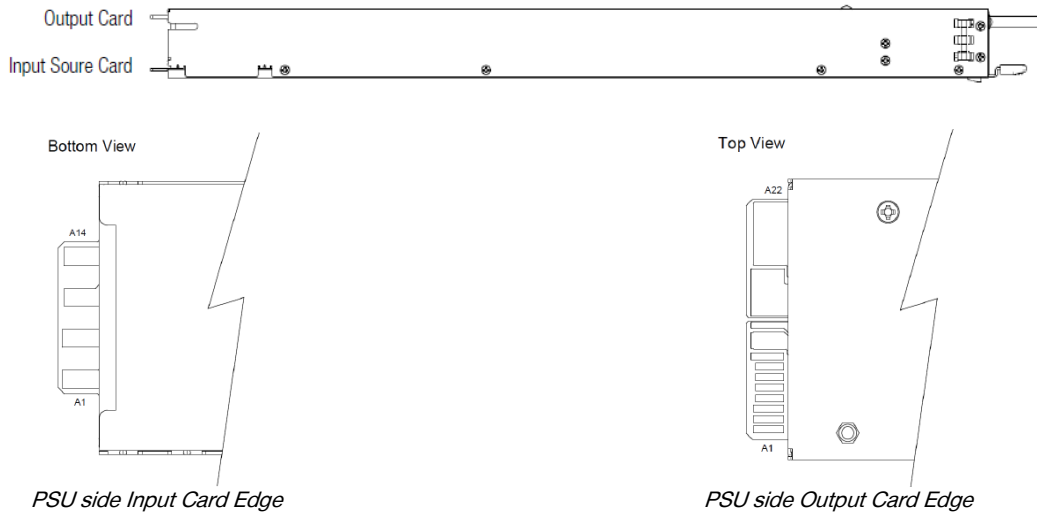 Output Card
Input Soure Card
Bottom View
Top View
A14
A1
A22
A1
PSU side Input Card Edge
PSU side Output Card Edge